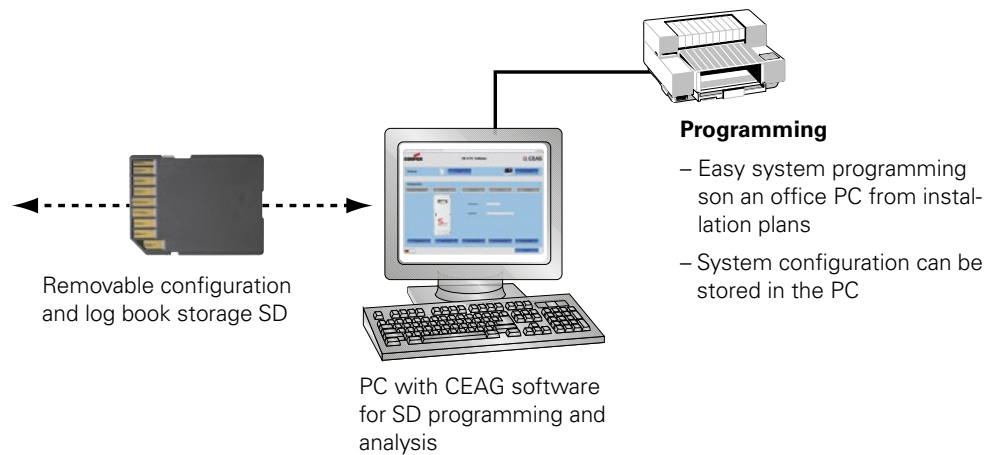 Programming
– Easy system programming
son an office PC from instal-
lation plans
– System configuration can be
stored in the PC
CEAG
Removable configuration
and log book storage SD
PC with CEAG software
for SD programming and
analysis